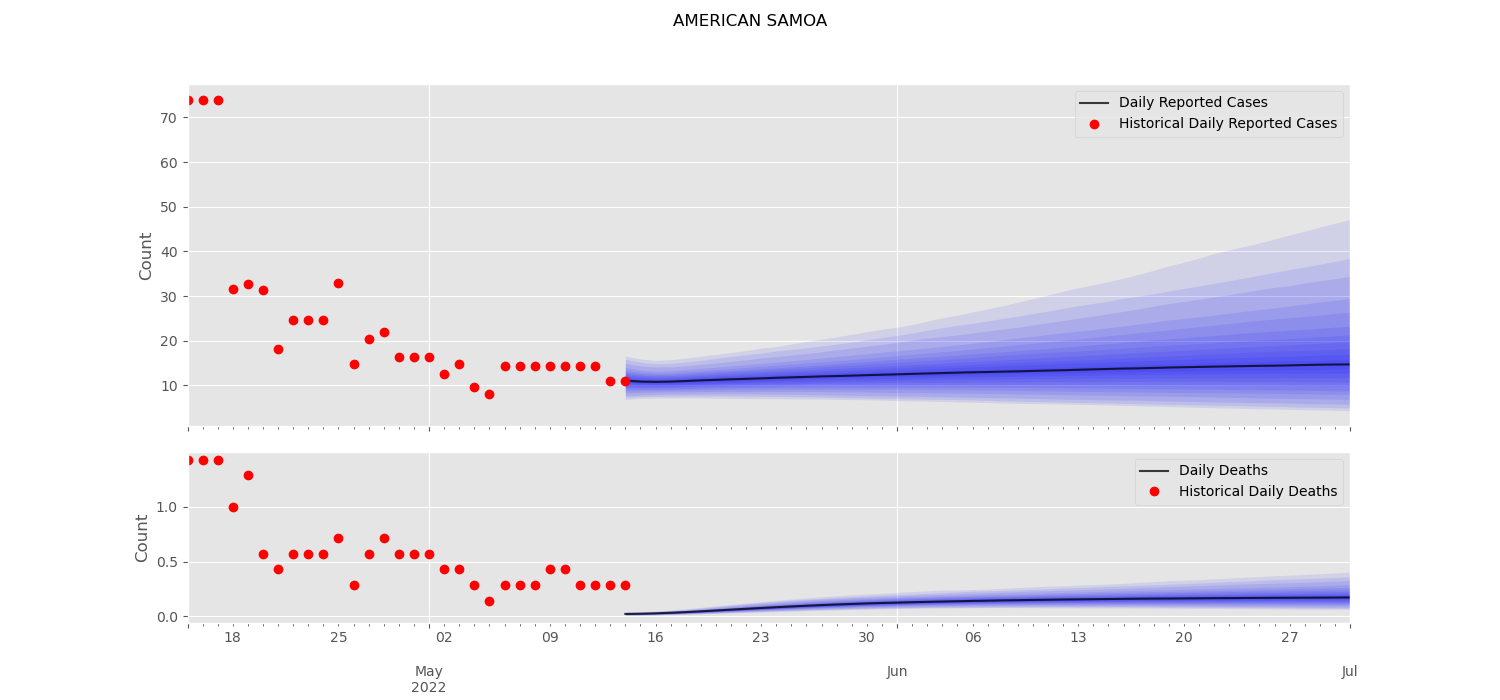 AMERICAN SAMOA
Daily Reported Cases
Historical Daily Reported Cases
70
60
50
40
30
20
10
Count
Daily Deaths
Historical Daily Deaths
1.0
0.5
0.0
Count
18 25 02 09 16 23 30 06 13 20 27
May Jun Jul
2022